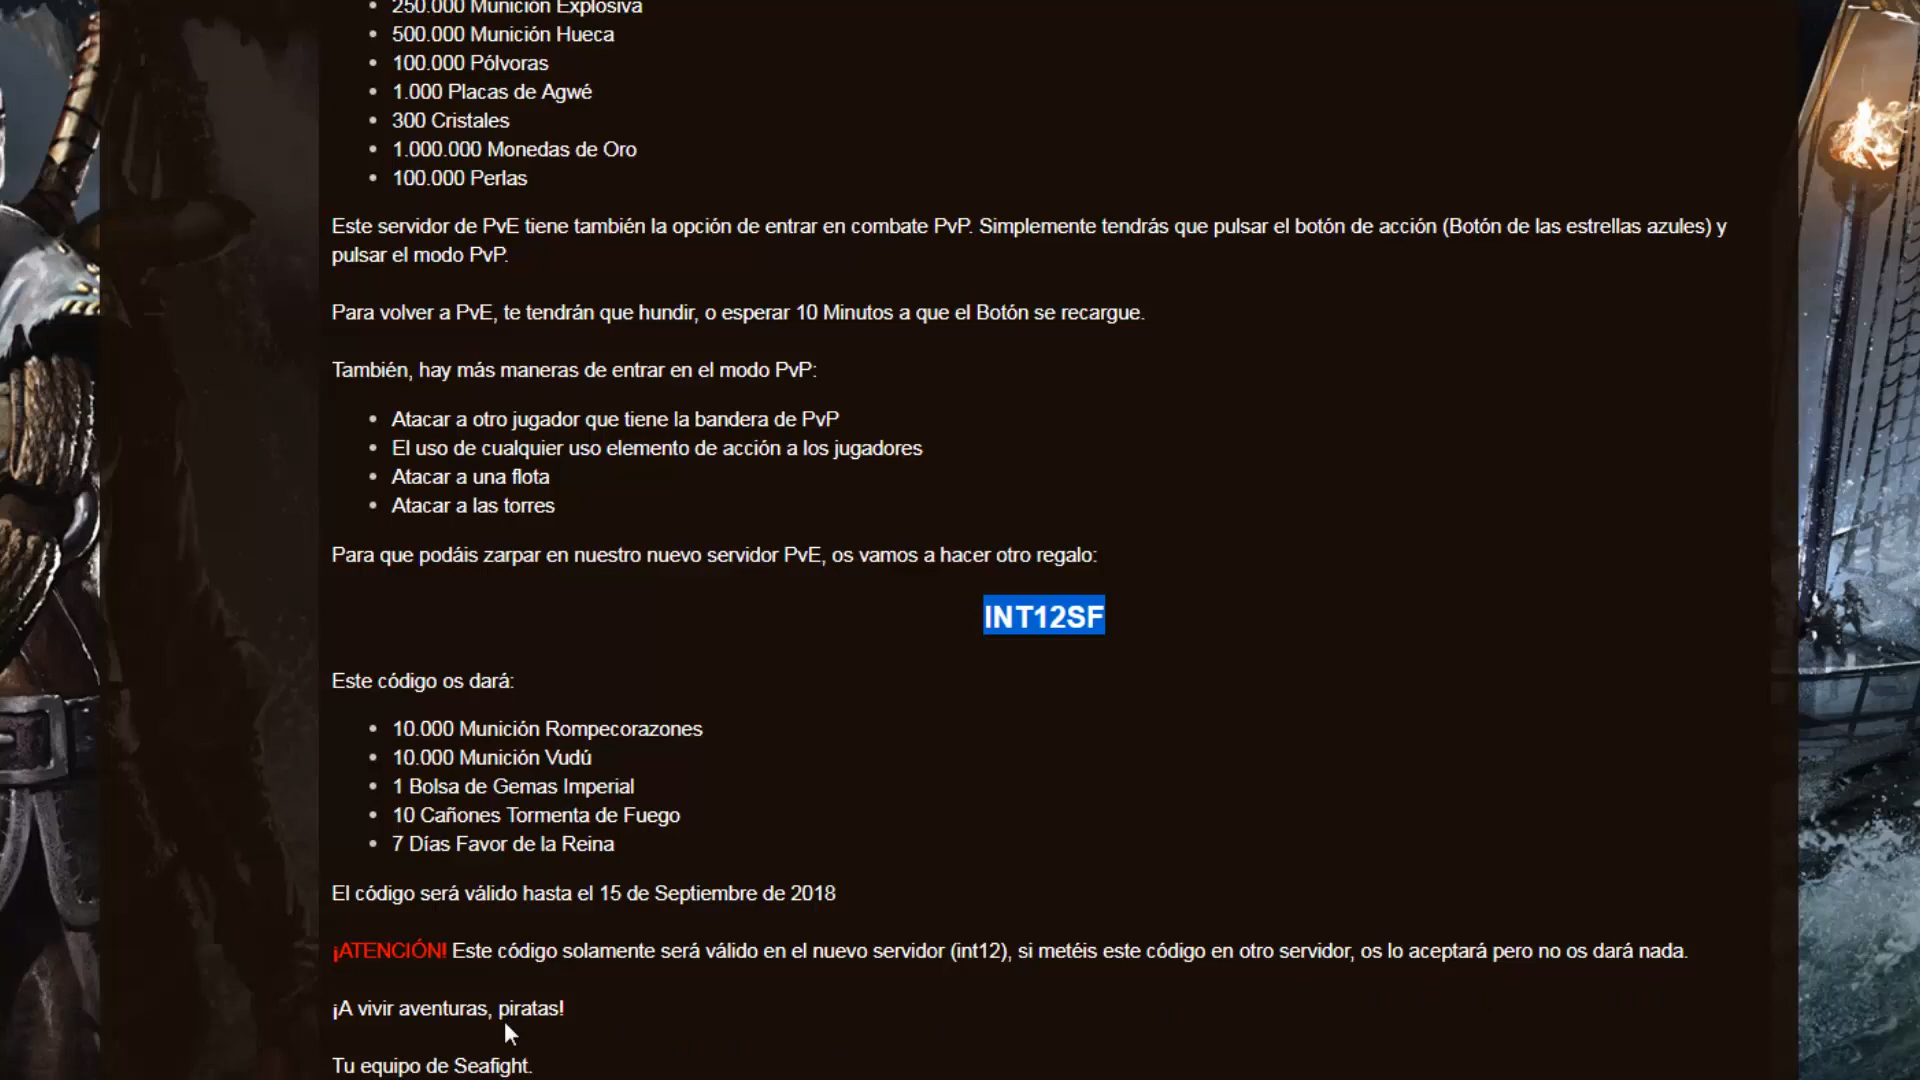 250.000 Munición Explosiva
500.000 Munición Hueca
100.000 Pólvoras
1.000 Placas de Agwé
300 Cristales
1.000.000 Monedas de Oro
100.000 Perlas
Este servidor de PvE tiene también la opción de entrar en combate PvP. Simplemente tendrás que pulsar el botón de acción (Botón de las estrellas azules) y
pulsar el modo PvP.
Para volver a PvE, te tendrán que hundir, o esperar 10 Minutos a que el Botón se recargue.
También, hay más maneras de entrar en el modo PvP:
Atacar a otro jugador que tiene la bandera de PvP
El uso de cualquier uso elemento de acción a los jugadores
Atacar a una flota
Atacar a las torres
Para que podáis zarpar en nuestro nuevo servidor PvE, os vamos a hacer otro regalo:
INT12SF
Este código os dará:
10.000 Munición Rompecorazones
10.000 Munición Vudú
1 Bolsa de Gemas Imperial
10 Cañones Tormenta de Fuego
7 Días Favor de la Reina
El código será válido hasta el 15 de Septiembre de 2018
¡ATENCIÓN! Este código solamente será válido en el nuevo servidor (int12), si metéis este código en otro servidor, os lo aceptará pero no os dará nada.
¡A vivir aventuras, piratas!
Tu equipo de Seafight.